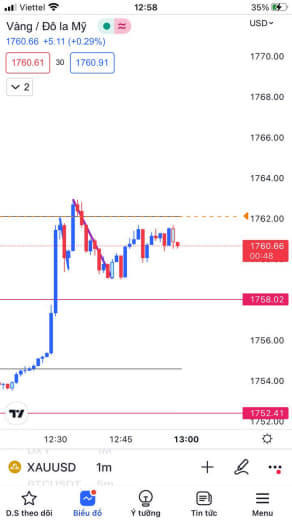 Viettel 12:58 35%
Vàng / Đô la Mỹ
USD
1760.66 +5.11 (+0.29%)
1760.61 30 1760.91
2
1770.00
1768.00
1766.00
1764.00
1762.00
1760.66
00:48
1758.02
1756.00
1754.00
1752.41
1752.00
12:30 12:45 13:00
XAUUSD 1m
BTCUSDT 5m
D.S theo dõi Biểu đồ Ý tưởng Tin tức Menu